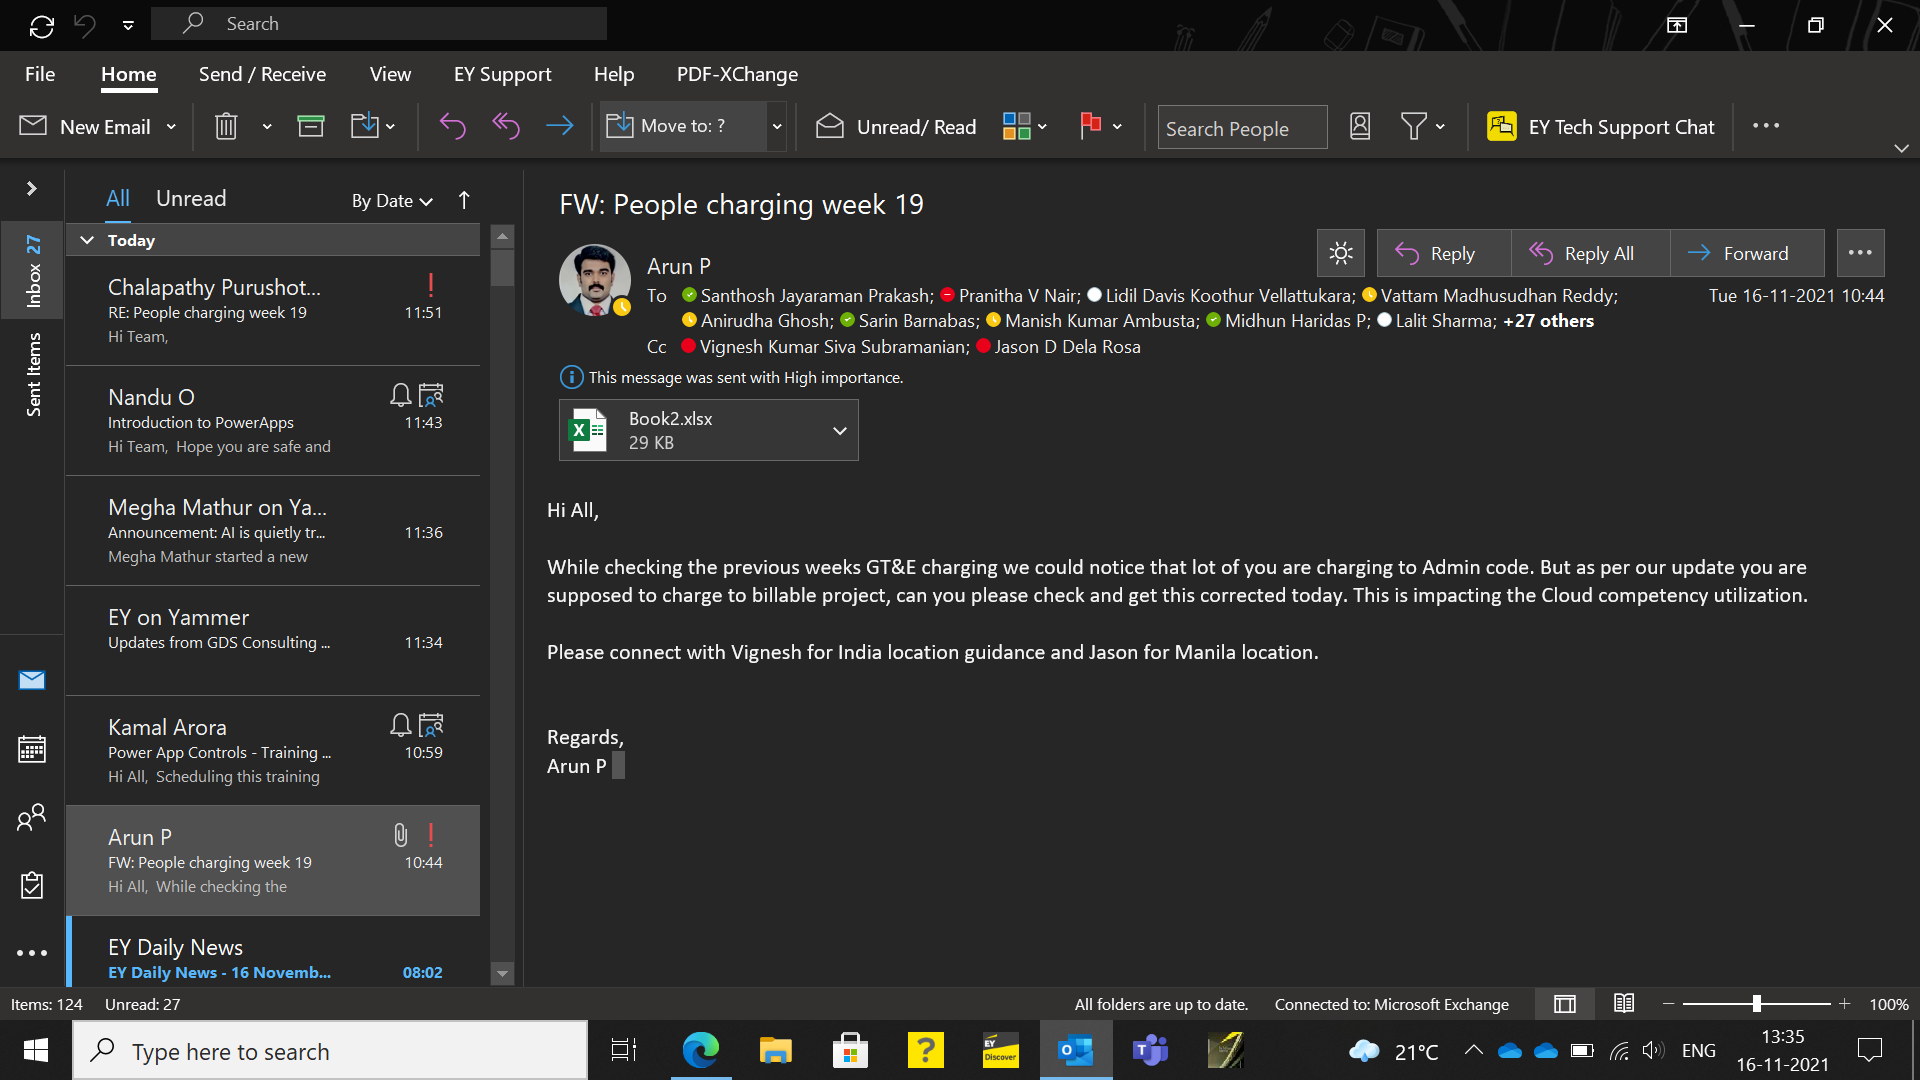 Search
File Home Send / Receive View EY Support Help PDF-XChange
New Email Move to: ? Unread/ Read Search People EY Tech Support Chat
All Unread By Date
Inbox 27
Sent Items
Today
Chalapathy Purushot...
RE: People charging week 19 11:51
Hi Team,
Nandu O
Introduction to PowerApps 11:43
Hi Team, Hope you are safe and
Megha Mathur on Ya...
Announcement: AI is quietly tr... 11:36
Megha Mathur started a new
EY on Yammer
Updates from GDS Consulting ... 11:34
Kamal Arora
Power App Controls - Training ... 10:59
Hi All, Scheduling this training
Arun P
FW: People charging week 19 10:44
Hi All, While checking the
EY Daily News
EY Daily News - 16 Novemb... 08:02
FW: People charging week 19
Reply Reply All Forward
Arun P
To Santhosh Jayaraman Prakash; Pranitha V Nair; Lidil Davis Koothur Vellattukara; Vattam Madhusudhan Reddy; Tue 16-11-2021 10:44
Anirudha Ghosh; Sarin Barnabas; Manish Kumar Ambusta; Midhun Haridas P; Lalit Sharma; +27 others
Cc Vignesh Kumar Siva Subramanian; Jason D Dela Rosa
This message was sent with High importance.
Book2.xlsx
29 KB
Hi All,
While checking the previous weeks GT&E charging we could notice that lot of you are charging to Admin code. But as per our update you are
supposed to charge to billable project, can you please check and get this corrected today. This is impacting the Cloud competency utilization.
Please connect with Vignesh for India location guidance and Jason for Manila location.
Regards,
Arun P
Items: 124 Unread: 27 All folders are up to date. Connected to: Microsoft Exchange 100%
Type here to search
EY
Discover
21°C ENG
13:35
16-11-2021